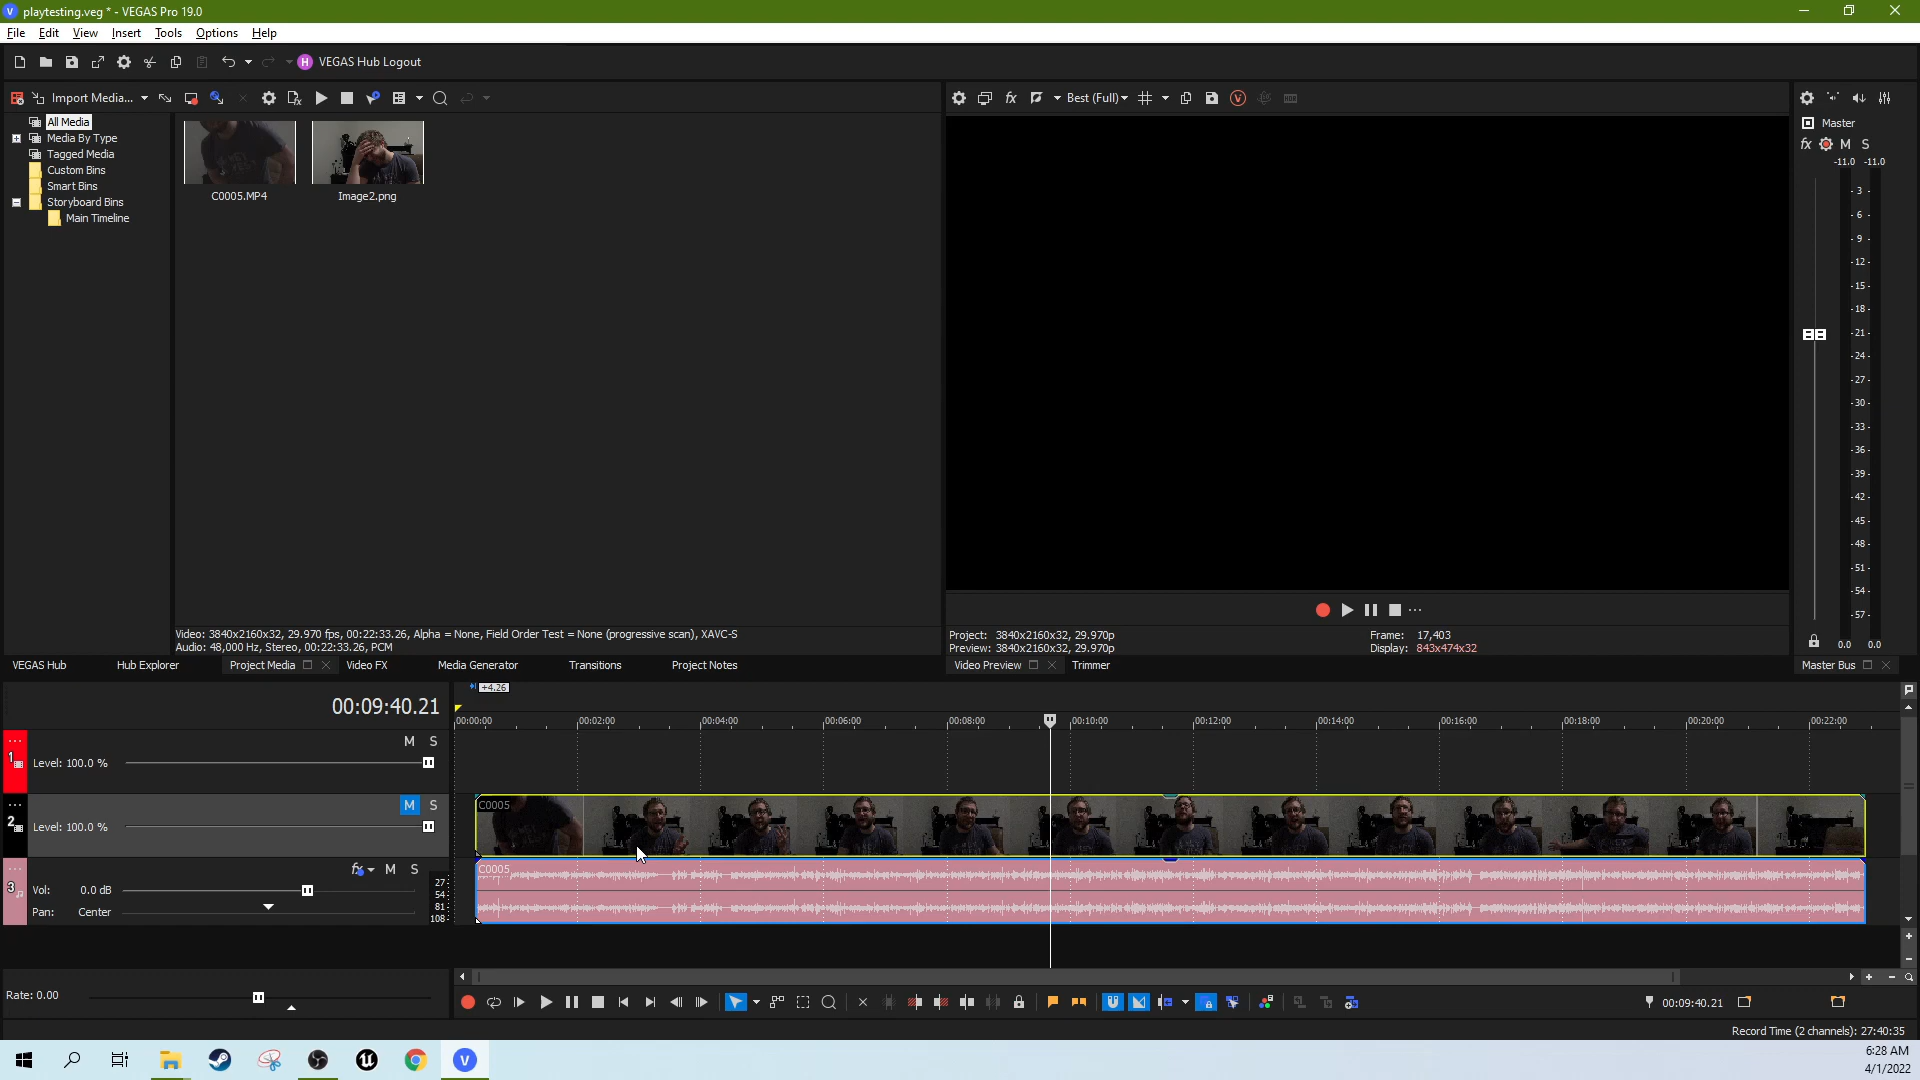 playtesting.veg * - VEGAS Pro 19.0
File Edit View Insert Tools Options Help
VEGAS Hub Logout
Import Media...
Best (Full)
All Media
Media By Type
Tagged Media
Custom Bins
Smart Bins
Storyboard Bins
Main Timeline
C0005.MP4
Image2.png
Master
fx M S
-11.0 -11.0
- 3 -
- 6 -
- 9 -
-12-
-15-
-18-
-21-
-24-
-27-
-30-
-33-
-36-
-39-
-42-
-45-
-48-
-51-
-54-
-57-
0.0 0.0
Video: 3840x2160x32, 29.970 fps, 00:22:33.26, Alpha = None, Field Order Test = None (progressive scan), XAVC-S
Audio: 48,000 Hz, Stereo, 00:22:33.26, PCM
Project: 3840x2160x32, 29.970p
Preview: 3840x2160x32, 29.970p
Frame: 17,403
Display: 843x474x32
VEGAS Hub Hub Explorer Project Media Video FX Media Generator Transitions Project Notes
Video Preview Trimmer
Master Bus
+4.26
00:09:40.21
00:00:00 00:02:00 00:04:00 00:06:00 00:08:00 00:10:00 00:12:00 00:14:00 00:16:00 00:18:00 00:20:00 00:22:00
1
M S
Level: 100.0 %
2
M S
Level: 100.0 %
C0005
3
fx M S
Vol: 0.0 dB
Pan: Center
27
54
81
108
C0005
Rate: 0.00
00:09:40.21
Record Time (2 channels): 27:40:35
6:28 AM
4/1/2022